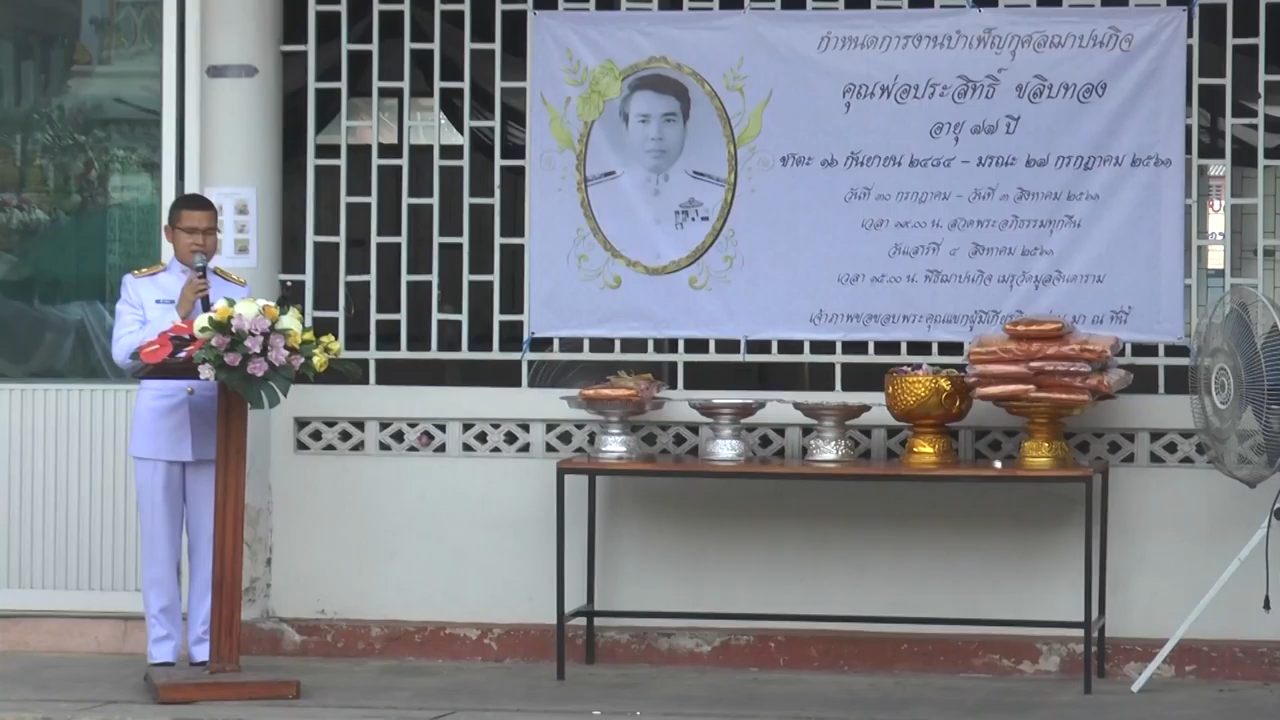 กำหนดการงานบำเพ็ญกุศลฌาปนกิจ
คุณพ่อประสิทธิ์ ขลิบทอง
อายุ ๗๗ ปี
ชาตะ ๑๖ กันยายน ๒๔๘๔ - มรณะ ๒๗ กรกฎาคม ๒๕๖๑
วันที่ ๓๐ กรกฎาคม - วันที่ ๓ สิงหาคม ๒๕๖๑
เวลา ๑๙.๐๐ น. สวดพระอภิธรรมทุกคืน
วันเสาร์ที่ ๔ สิงหาคม ๒๕๖๑
เวลา ๑๕.๐๐ น. พิธีฌาปนกิจ เมรุวัดมูลจินดาราม
เจ้าภาพขอขอบพระคุณแขกผู้มีเกียรติ มา ณ ที่นี้